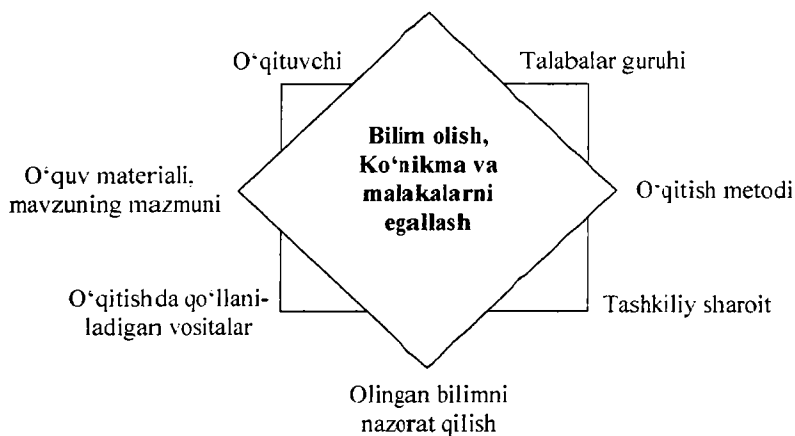 O‘qituvchi
Talabalar guruhi
Bilim olish,
Ko‘nikma va
malakalarni
egallash
O‘quv materiali,
mavzuning mazmuni
O‘qitish metodi
O‘qitishda qo‘llani-
ladigan vositalar
Tashkiliy sharoit
Olingan bilimni
nazorat qilish